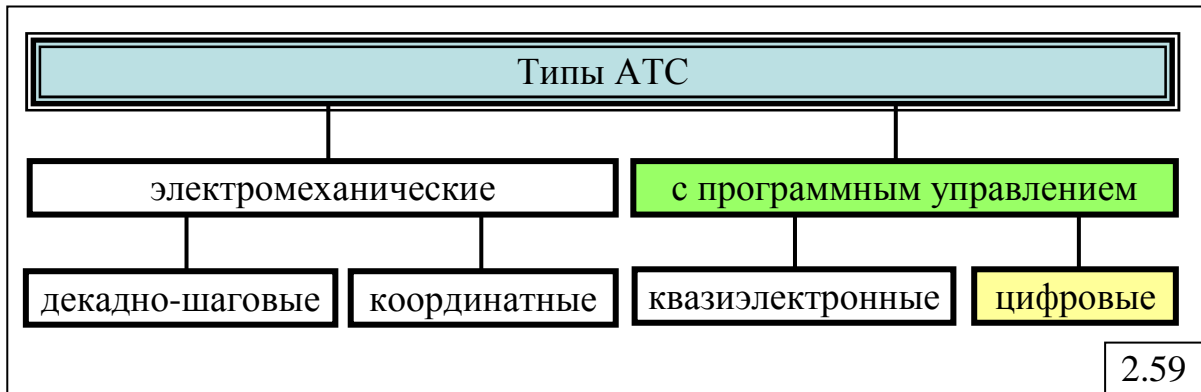 Типы АТС
электромеханические
с программным управлением
декадно-шаговые
координатные
квазиэлектронные
цифровые
2.59